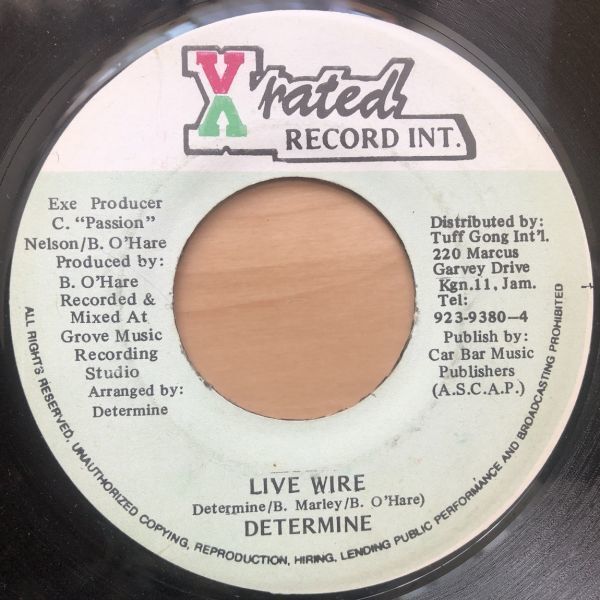 X'rated
RECORD INT.
Exe Producer
C. "Passion"
Nelson/B. O'Hare
Produced by:
B. O'Hare
Recorded &
Mixed At
Grove Music
Recording
Studio
Arranged by:
Determine
Distributed by:
Tuff Gong Int'l.
220 Marcus
Garvey Drive
Kgn.11, Jam.
Tel:
923-9380-4
Publish by:
Car Bar Music
Publishers
(A.S.C.A.P.)
LIVE WIRE
Determine/B. Marley/B. O'Hare)
DETERMINE
ALL RIGHTS RESERVED. UNAUTHORIZED COPYING, REPRODUCTION, HIRING, LENDING PUBLIC PERFORMANCE AND BROADCASTING PROHIBITED